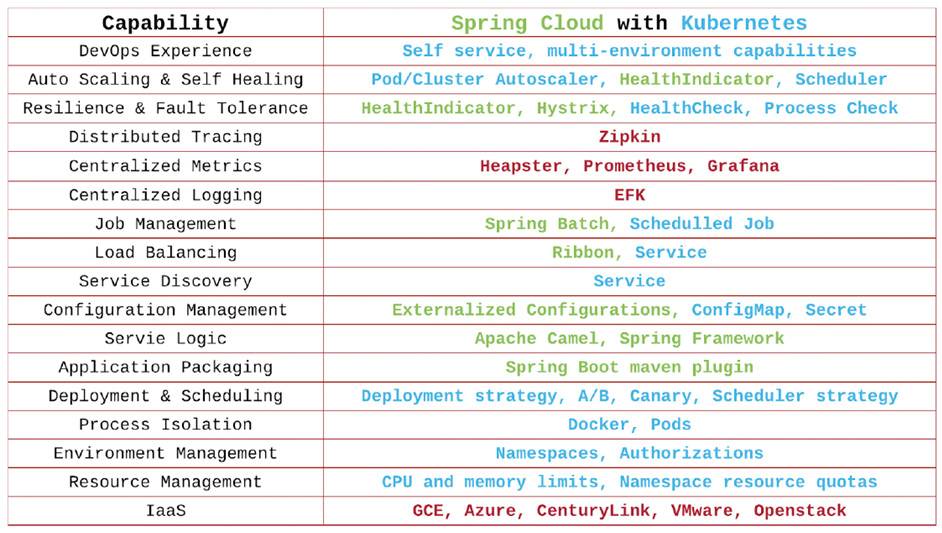 Capability Spring Cloud with Kubernetes
DevOps Experience Self service, multi-environment capabilities
Auto Scaling & Self Healing Pod/Cluster Autoscaler, HealthIndicator, Scheduler
Resilience & Fault Tolerance HealthIndicator, Hystrix, HealthCheck, Process Check
Distributed Tracing Zipkin
Centralized Metrics Heapster, Prometheus, Grafana
Centralized Logging EFK
Job Management Spring Batch, Schedulled Job
Load Balancing Ribbon, Service
Service Discovery Service
Configuration Management Externalized Configurations, ConfigMap, Secret
Servie Logic Apache Camel, Spring Framework
Application Packaging Spring Boot maven plugin
Deployment & Scheduling Deployment strategy, A/B, Canary, Scheduler strategy
Process Isolation Docker, Pods
Environment Management Namespaces, Authorizations
Resource Management CPU and memory limits, Namespace resource quotas
IaaS GCE, Azure, CenturyLink, VMware, Openstack